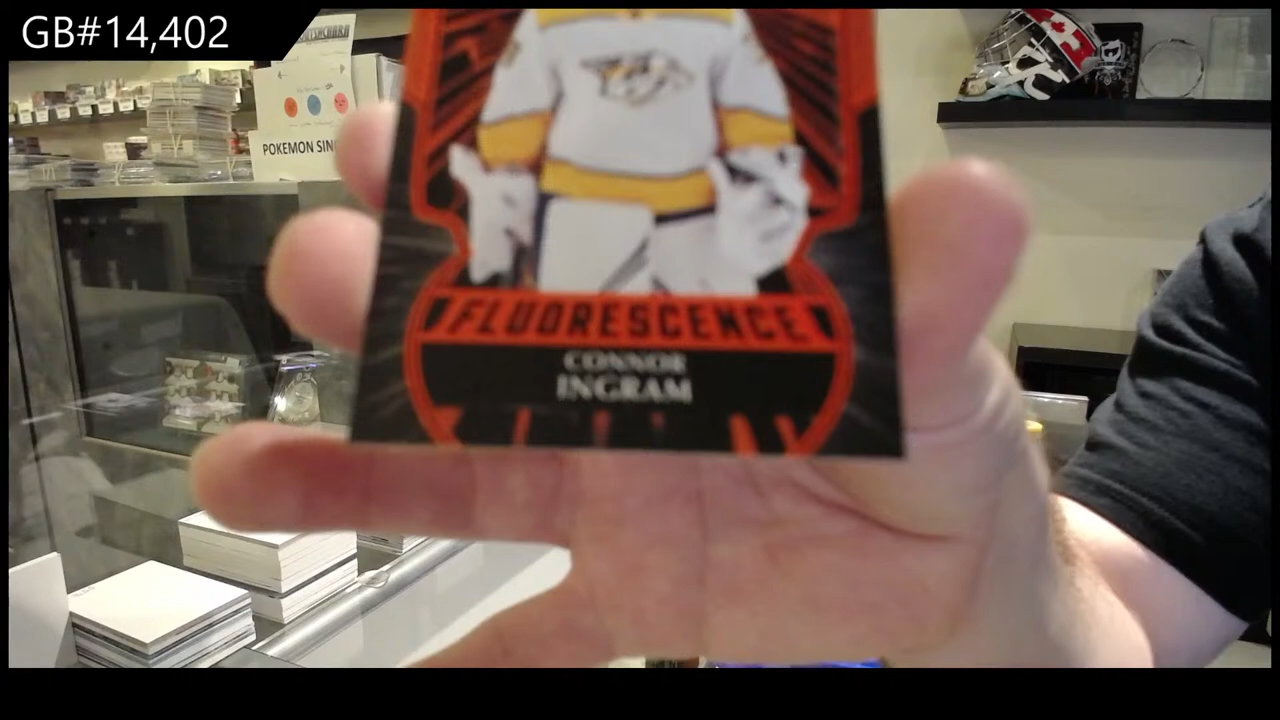 GB#14,402
POKEMON SIN
FLUORESCENCE
CONNOR
INGRAM